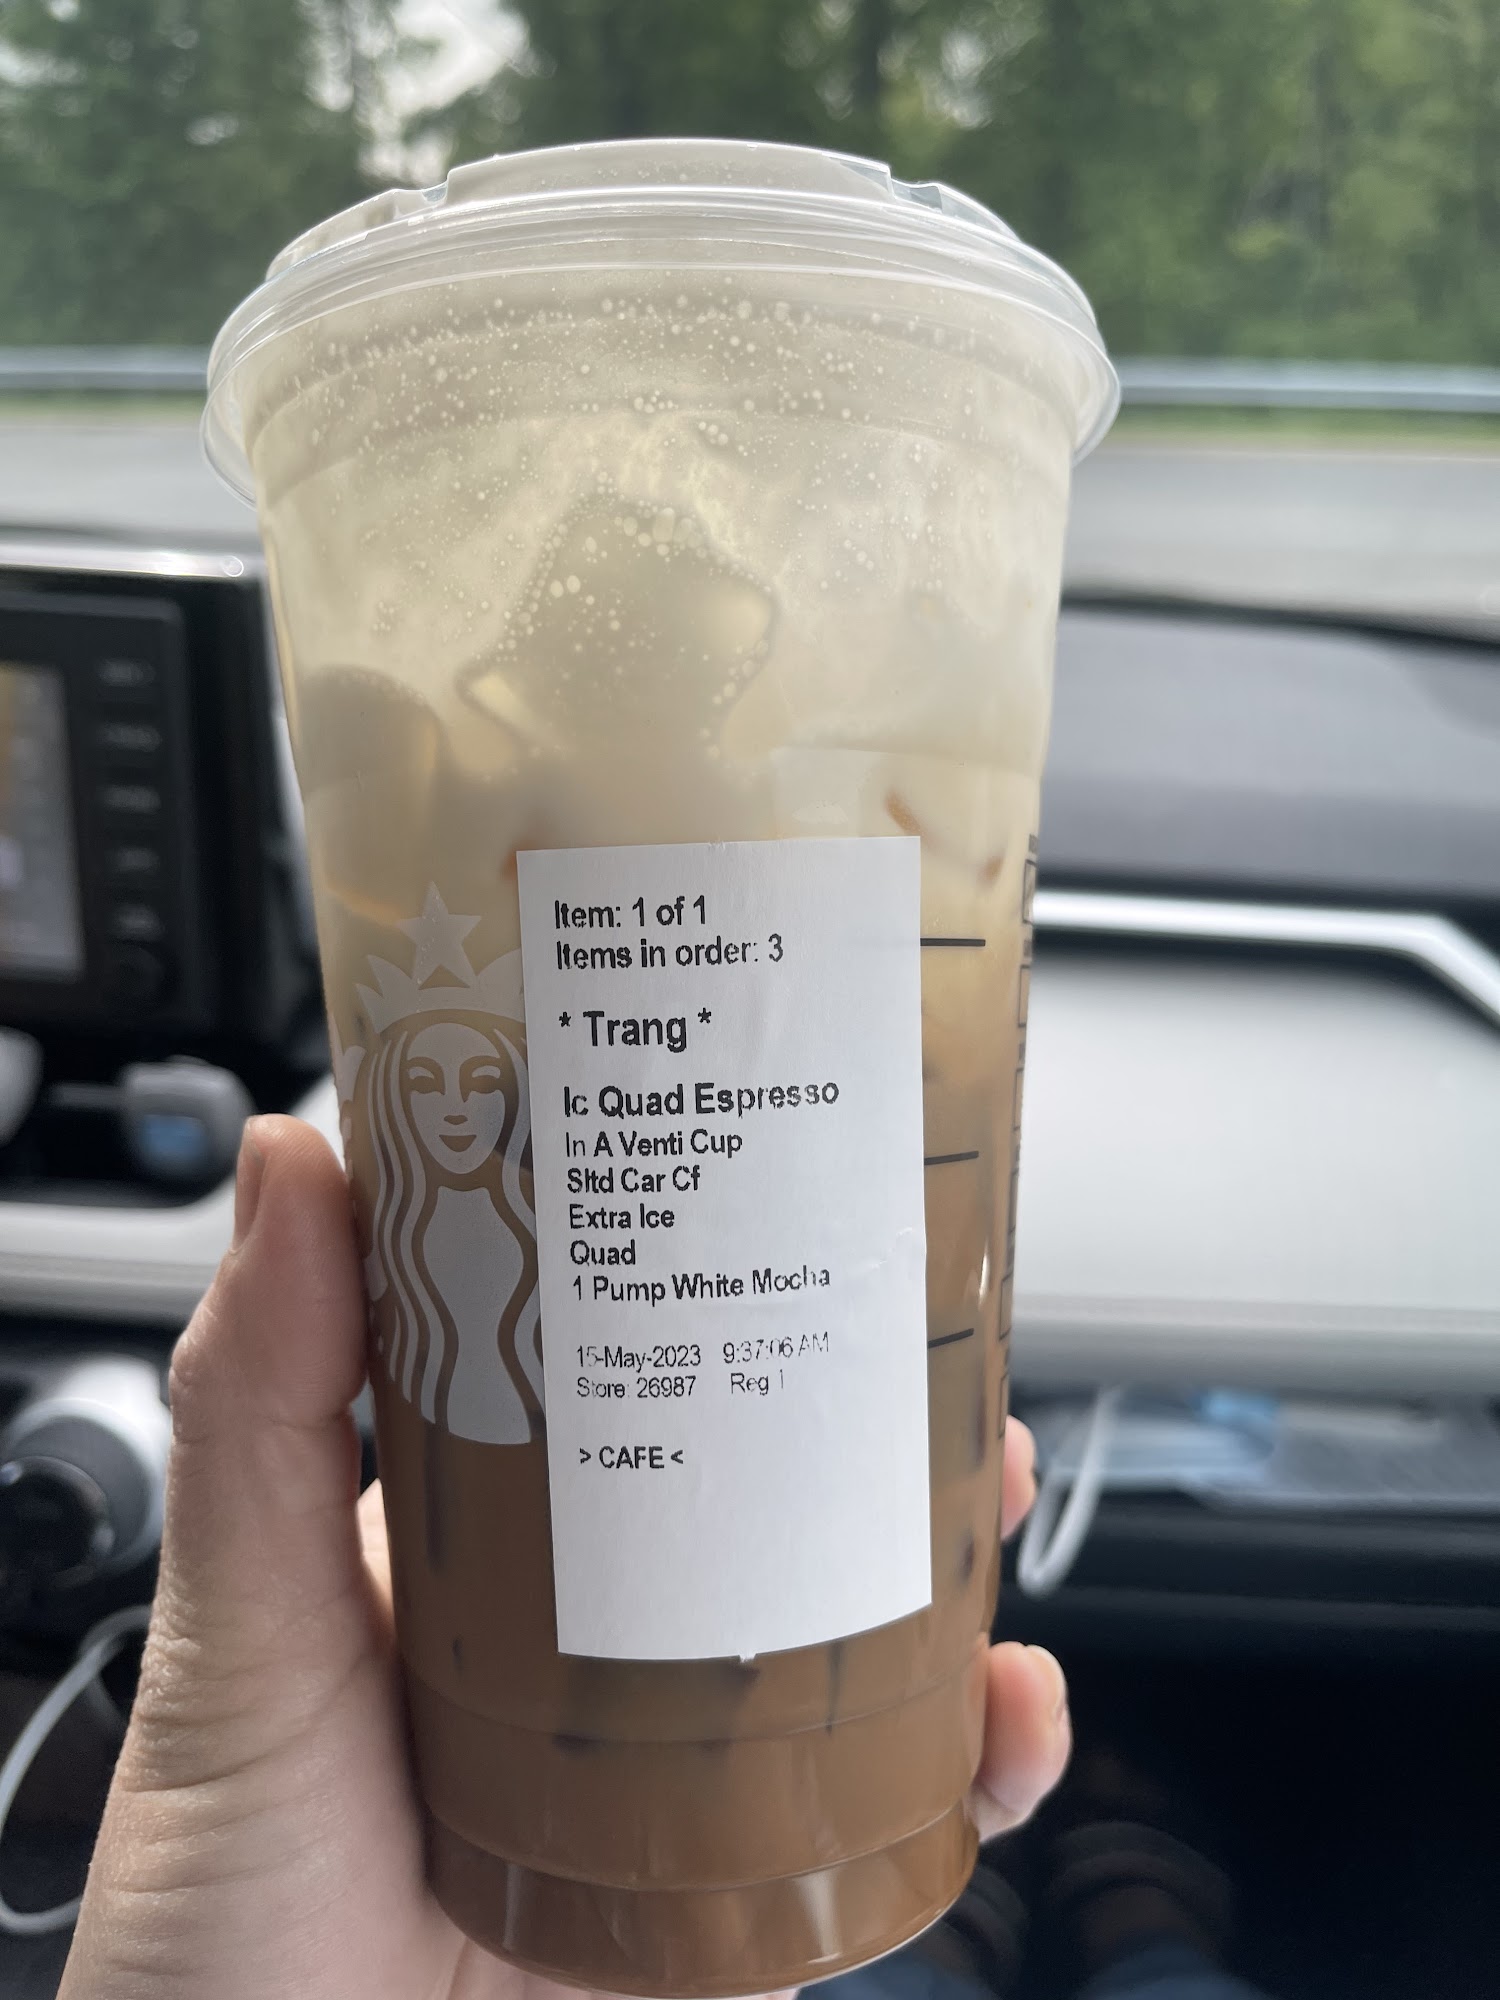 Item: 1 of 1
Items in order: 3
* Trang *
Ic Quad Espresso
In A Venti Cup
Sltd Car Cf
Extra Ice
Quad
1 Pump White Mocha
15-May-2023 9:37:06 AM
Store: 26987 Reg 1
> CAFE <